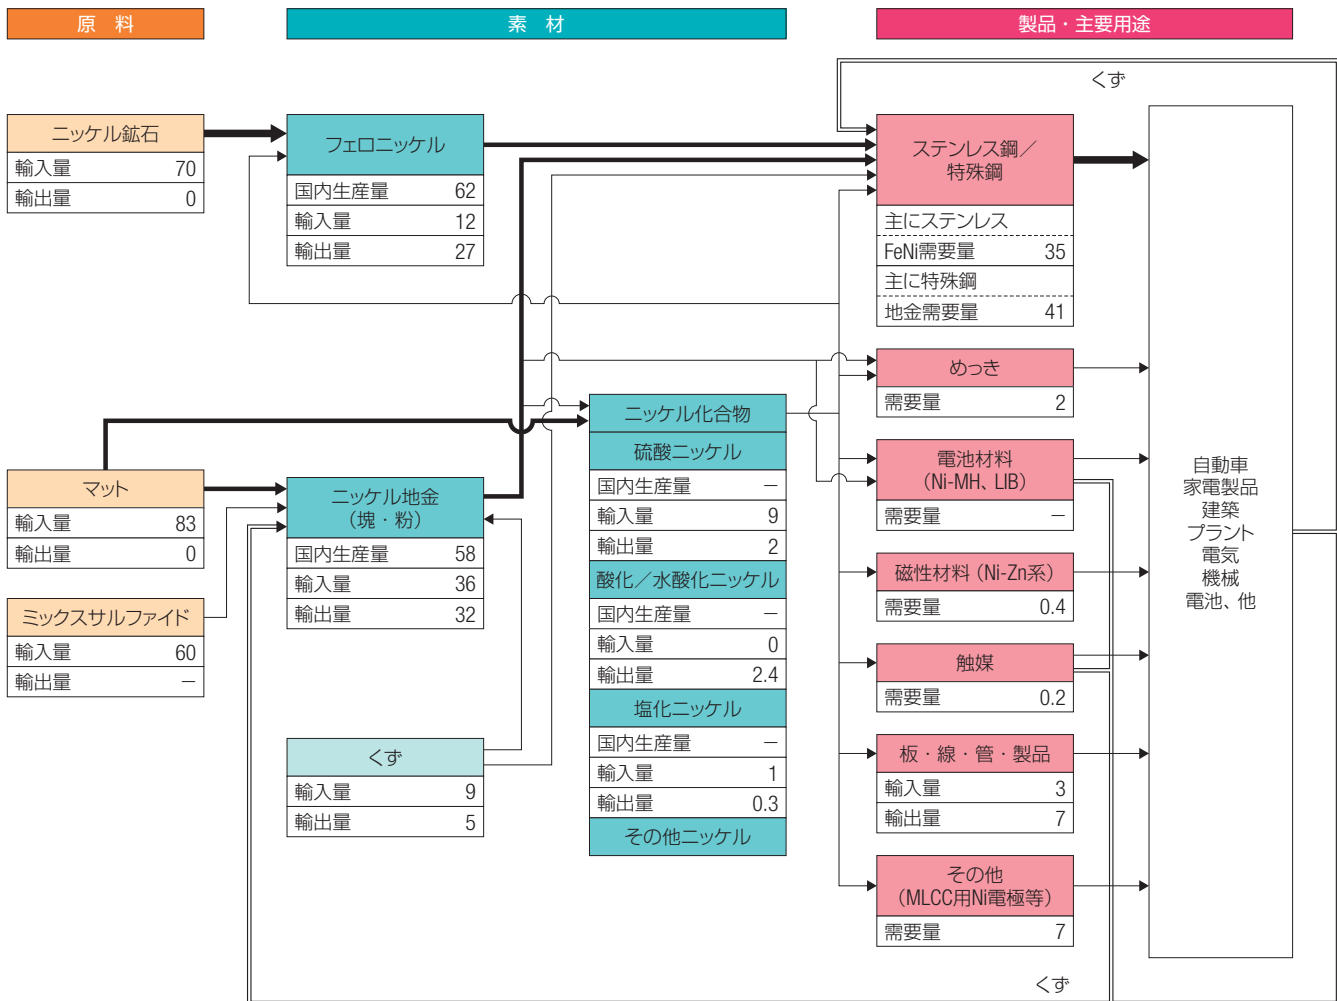 原 料
素 材
製品・主要用途
くず
ニッケル鉱石
輸入量 70
輸出量 0
フェロニッケル
国内生産量 62
輸入量 12
輸出量 27
ステンレス鋼／
特殊鋼
主にステンレス
FeNi需要量 35
主に特殊鋼
地金需要量 41
めっき
需要量 2
マット
輸入量 83
輸出量 0
ミックスサルファイド
輸入量 60
輸出量 －
ニッケル地金
（塊・粉）
国内生産量 58
輸入量 36
輸出量 32
くず
輸入量 9
輸出量 5
ニッケル化合物
硫酸ニッケル
国内生産量 －
輸入量 9
輸出量 2
酸化／水酸化ニッケル
国内生産量 －
輸入量 0
輸出量 2.4
塩化ニッケル
国内生産量 －
輸入量 1
輸出量 0.3
その他ニッケル
電池材料
（Ni-MH、LIB）
需要量 －
磁性材料（Ni-Zn系）
需要量 0.4
触媒
需要量 0.2
板・線・管・製品
輸入量 3
輸出量 7
その他
（MLCC用Ni電極等）
需要量 7
自動車
家電製品
建築
プラント
電気
機械
電池、他
くず